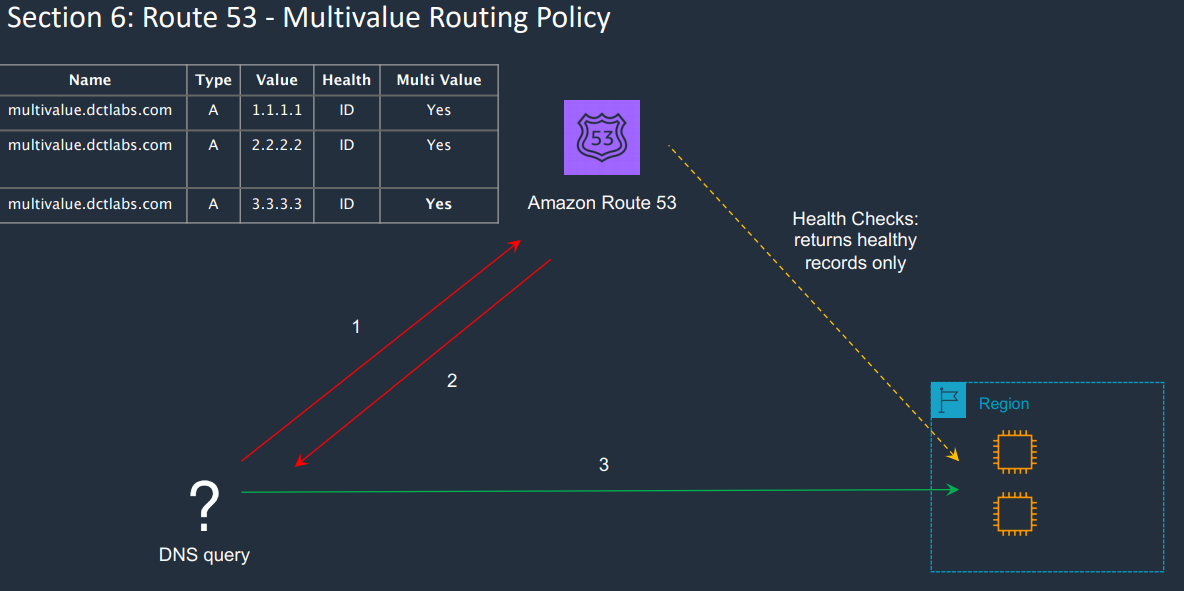 Section 6: Route 53 - Multivalue Routing Policy
Name Type Value Health Multi Value
multivalue.dctlabs.com A 1.1.1.1 ID Yes
multivalue.dctlabs.com A 2.2.2.2 ID Yes
multivalue.dctlabs.com A 3.3.3.3 ID Yes
53
Amazon Route 53
Health Checks:
returns healthy
records only
1
2
Region
3
?
DNS query